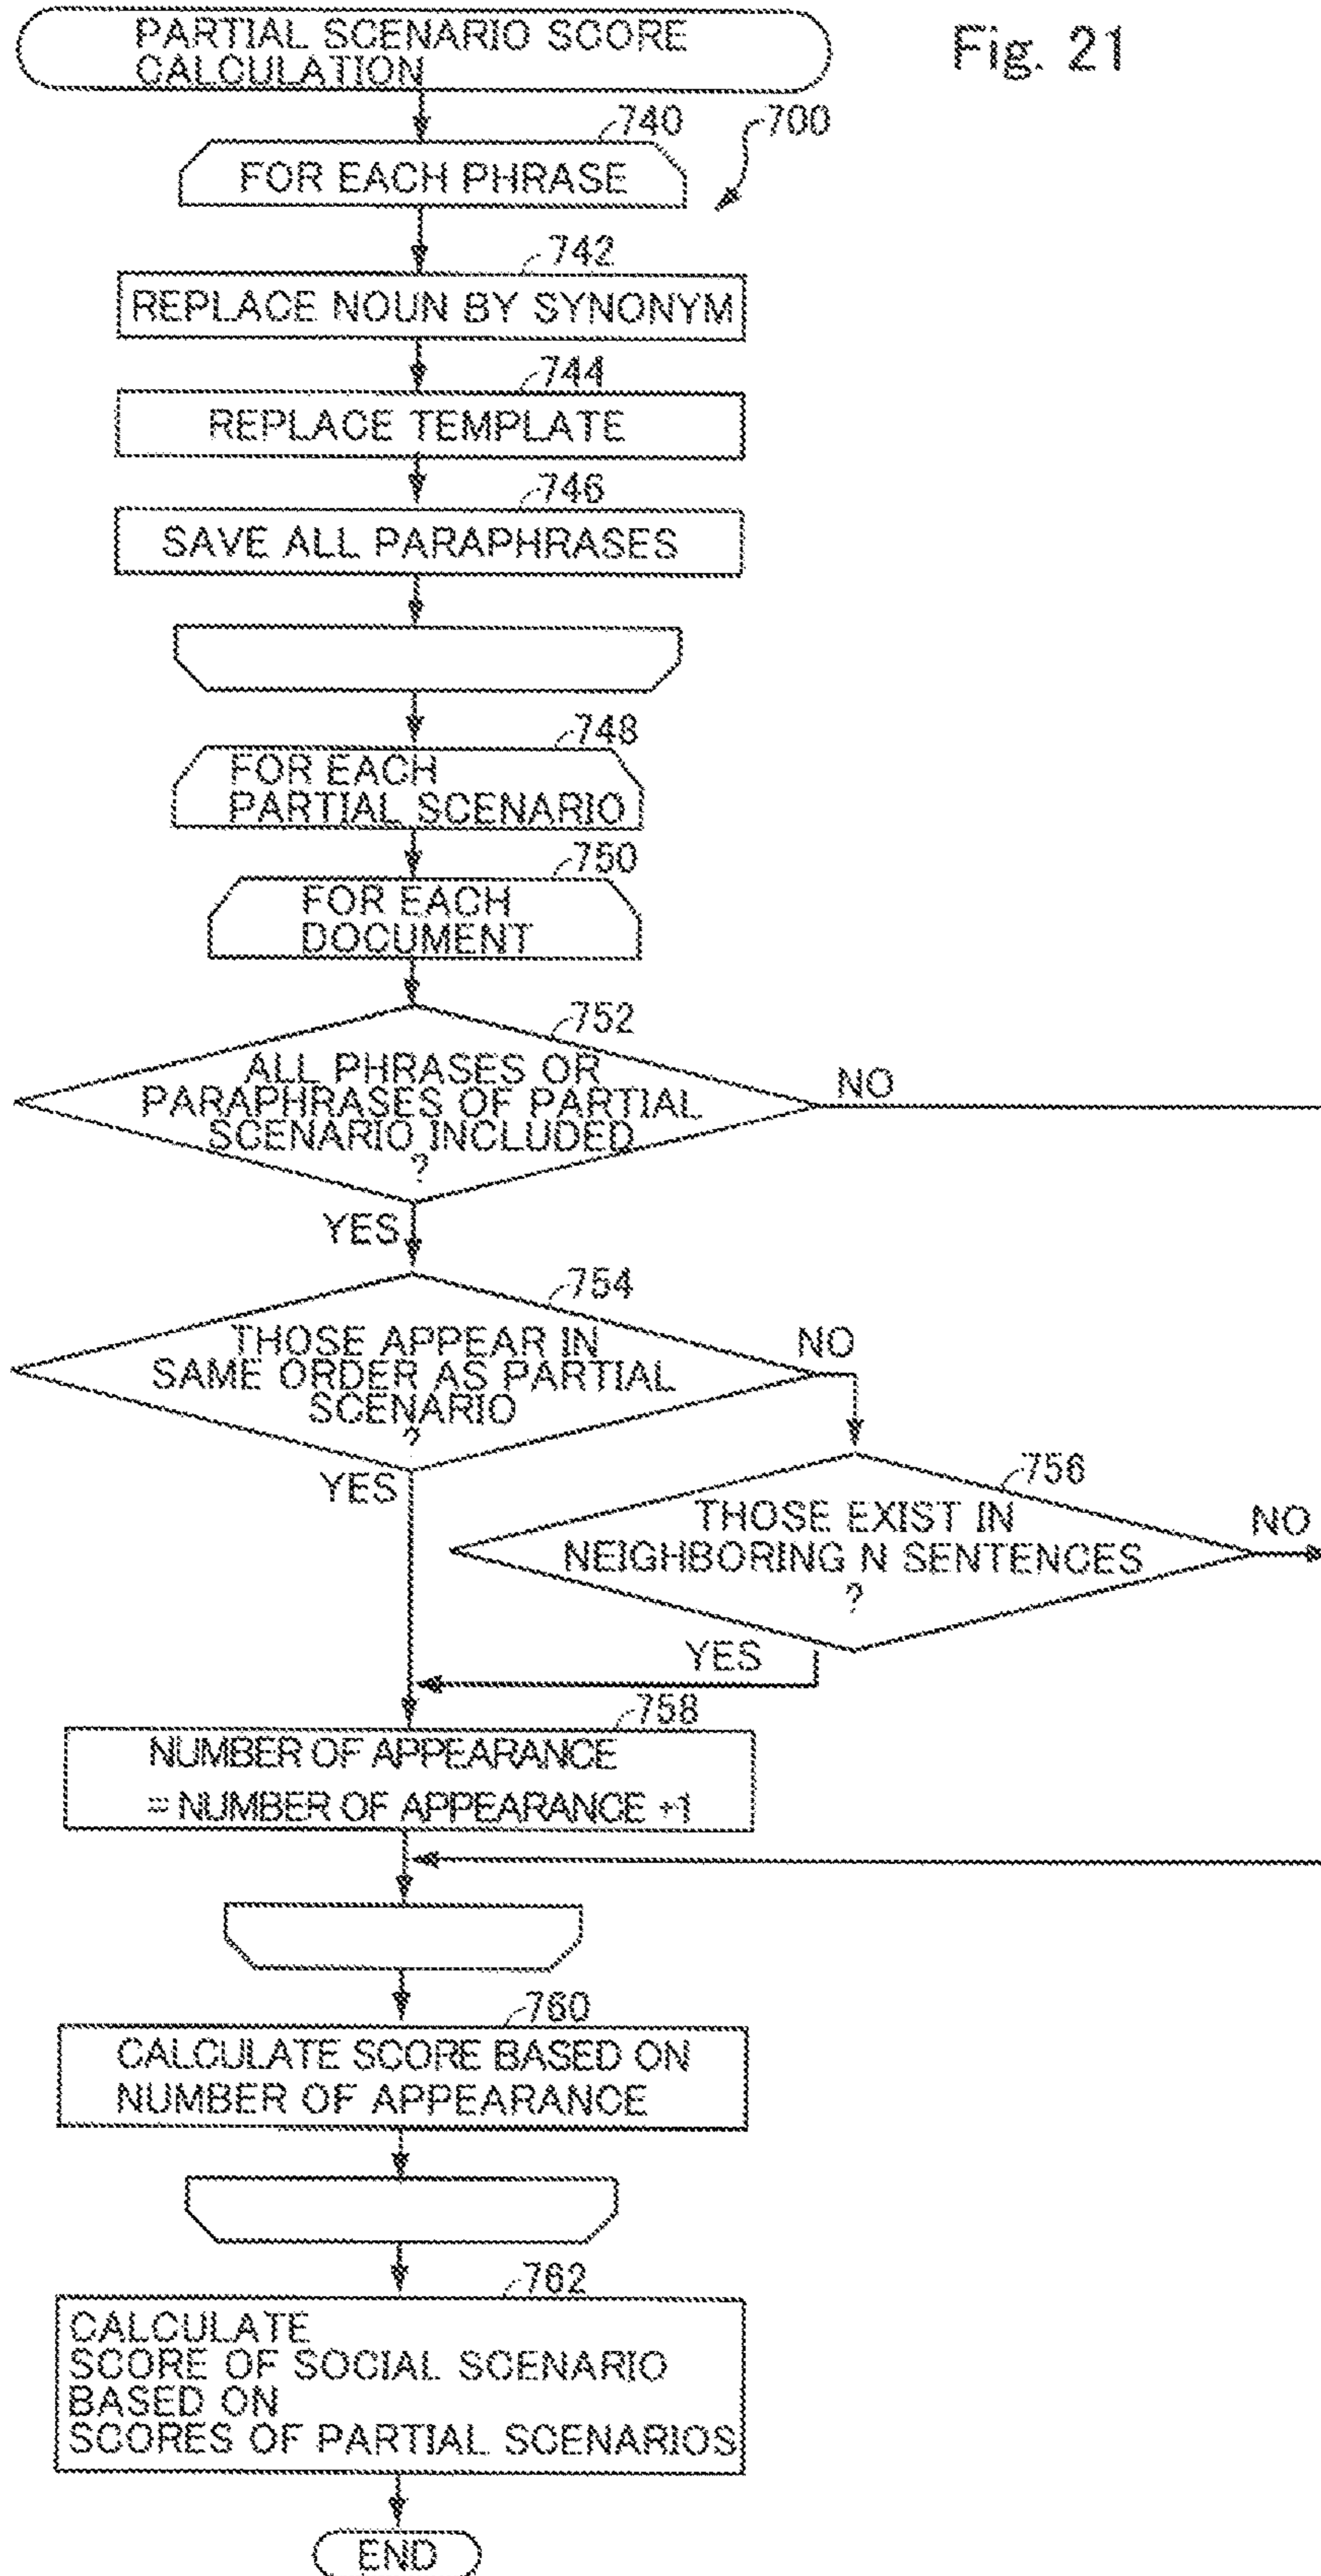 Fig. 21
PARTIAL SCENARIO SCORE
CALCULATION
700
740
FOR EACH PHRASE
742
REPLACE NOUN BY SYNONYM
744
REPLACE TEMPLATE
746
SAVE ALL PARAPHRASES
748
FOR EACH
PARTIAL SCENARIO
750
FOR EACH
DOCUMENT
752
ALL PHRASES OR
PARAPHRASES OF PARTIAL
SCENARIO INCLUDED
?
NO
YES
754
THOSE APPEAR IN
SAME ORDER AS PARTIAL
SCENARIO
?
NO
YES
756
THOSE EXIST IN
NEIGHBORING N SENTENCES
?
NO
YES
758
NUMBER OF APPEARANCE
= NUMBER OF APPEARANCE +1
760
CALCULATE SCORE BASED ON
NUMBER OF APPEARANCE
762
CALCULATE
SCORE OF SOCIAL SCENARIO
BASED ON
SCORES OF PARTIAL SCENARIOS
END